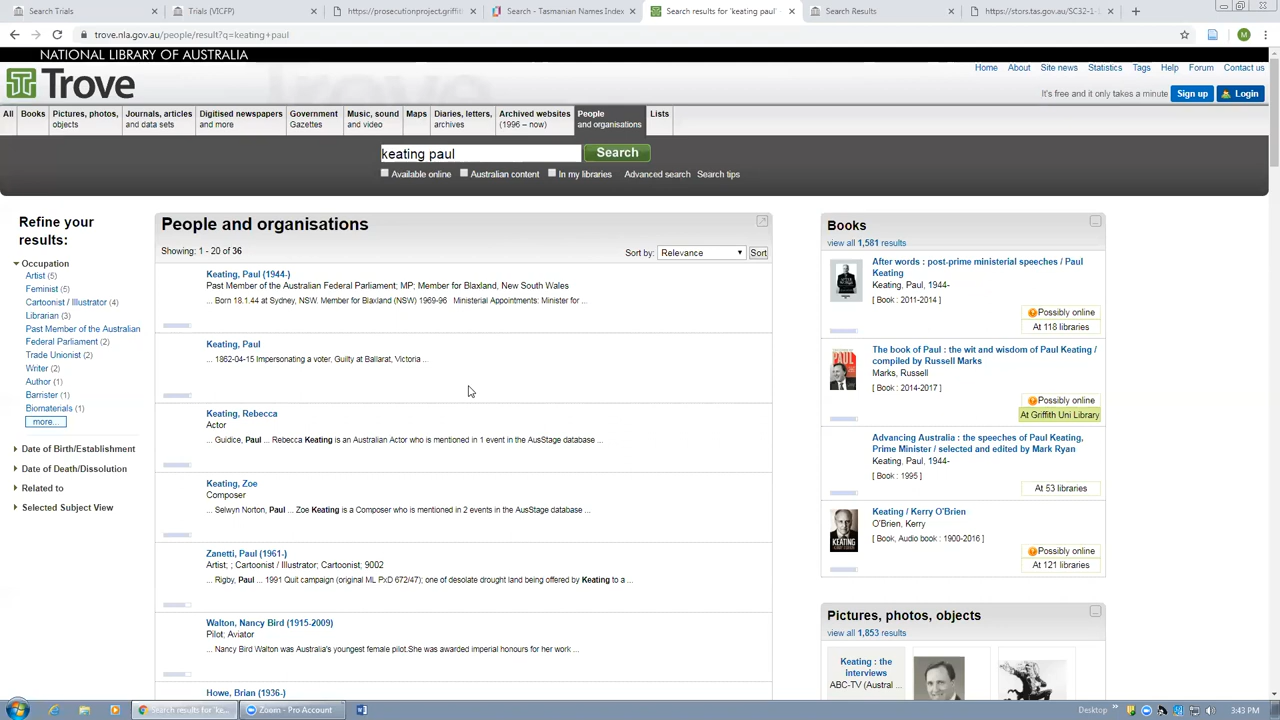 Search Trials
Trials (VICFP)
https://prosecutionproject.griffit
Search - Tasmanian Names Index
Search results for 'keating paul'
Search Results
https://stors.tas.gov.au/SC32-1-
trove.nla.gov.au/people/result?q=keating+paul
M
NATIONAL LIBRARY OF AUSTRALIA
Trove
Home About Site news Statistics Tags Help Forum Contact us
It's free and it only takes a minute Sign up Login
All
Books
Pictures, photos,
objects
Journals, articles
and data sets
Digitised newspapers
and more
Government
Gazettes
Music, sound
and video
Maps
Diaries, letters,
archives
Archived websites
(1996 – now)
People
and organisations
Lists
keating paul Search
Available online Australian content In my libraries Advanced search Search tips
Refine your
results:
Occupation
Artist (5)
Feminist (5)
Cartoonist / Illustrator (4)
Librarian (3)
Past Member of the Australian
Federal Parliament (2)
Trade Unionist (2)
Writer (2)
Author (1)
Barrister (1)
Biomaterials (1)
more...
Date of Birth/Establishment
Date of Death/Dissolution
Related to
Selected Subject View
People and organisations
Showing: 1 - 20 of 36
Sort by: Relevance Sort
Keating, Paul (1944-)
Past Member of the Australian Federal Parliament; MP; Member for Blaxland, New South Wales
... Born 18.1.44 at Sydney, NSW. Member for Blaxland (NSW) 1969-96 Ministerial Appointments: Minister for ...
Keating, Paul
... 1862-04-15 Impersonating a voter, Guilty at Ballarat, Victoria ...
Keating, Rebecca
Actor
... Guidice, Paul ... Rebecca Keating is an Australian Actor who is mentioned in 1 event in the AusStage database ...
Keating, Zoe
Composer
... Selwyn Norton, Paul ... Zoe Keating is a Composer who is mentioned in 2 events in the AusStage database ...
Zanetti, Paul (1961-)
Artist; ; Cartoonist / Illustrator; Cartoonist; 9002
... Rigby, Paul ... 1991 Quit campaign (original ML PxD 672/47); one of desolate drought land being offered by Keating to a ...
Walton, Nancy Bird (1915-2009)
Pilot; Aviator
... Nancy Bird Walton was Australia's youngest female pilot.She was awarded imperial honours for her work ...
Howe, Brian (1936-)
Books
view all 1,581 results
After words : post-prime ministerial speeches / Paul
Keating
Keating, Paul, 1944-
[ Book : 2011-2014 ]
Possibly online
At 118 libraries
The book of Paul : the wit and wisdom of Paul Keating /
compiled by Russell Marks
Marks, Russell
[ Book : 2014-2017 ]
Possibly online
At Griffith Uni Library
Advancing Australia : the speeches of Paul Keating,
Prime Minister / selected and edited by Mark Ryan
Keating, Paul, 1944-
[ Book : 1995 ]
At 53 libraries
Keating / Kerry O'Brien
O'Brien, Kerry
[ Book, Audio book : 1900-2016 ]
Possibly online
At 121 libraries
KEATING
Pictures, photos, objects
view all 1,853 results
Keating : the
Interviews
ABC-TV (Austral ...
Search results for 'ke...
Zoom - Pro Account
Desktop
3:43 PM